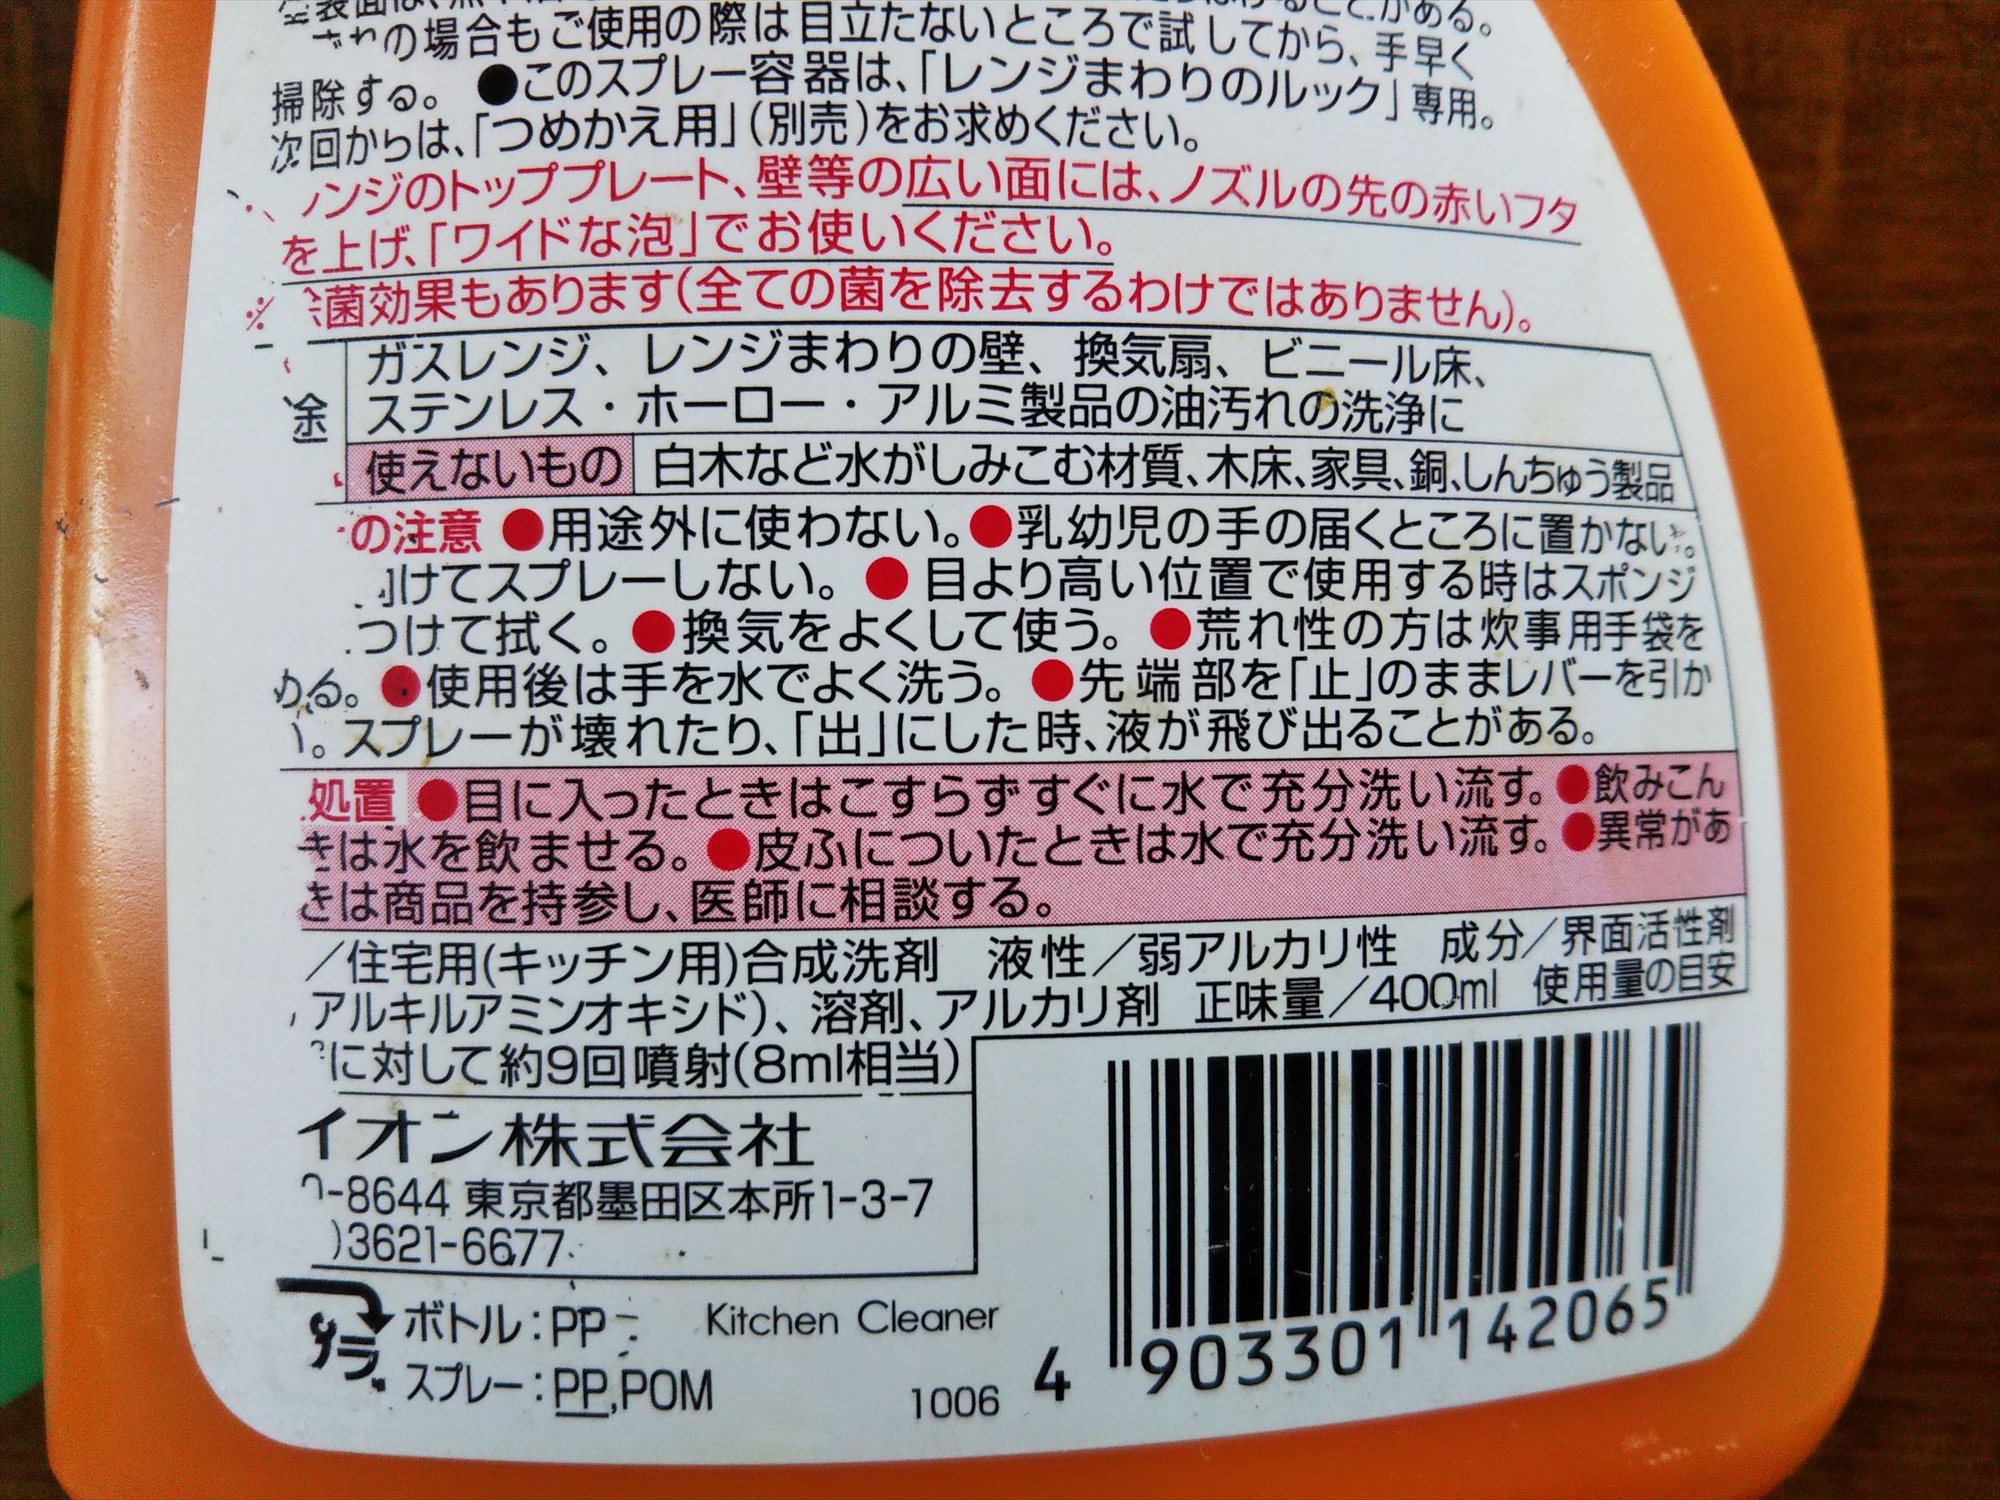 の場合もご使用の際は目立たないところで試してから、手早く
掃除する。 ●このスプレー容器は、「レンジまわりのルック」専用。
次回からは、「つめかえ用」(別売)をお求めください。
ンジのトッププレート、壁等の広い面には、ノズルの先の赤いフタ
を上げ、「ワイドな泡」でお使いください。
※ 菌効果もあります(全ての菌を除去するわけではありません)。
ガスレンジ、レンジまわりの壁、換気扇、ビニール床、
途 ステンレス・ホーロー・アルミ製品の油汚れの洗浄に
使えないもの 白木など水がしみこむ材質、木床、家具、銅、しんちゅう製品
の注意 ●用途外に使わない。●乳幼児の手の届くところに置かない。
けてスプレーしない。 ●目より高い位置で使用する時はスポンジ
つけて拭く。 ●換気をよくして使う。 ●荒れ性の方は炊事用手袋を
める。 ●使用後は手を水でよく洗う。 ●先端部を「止」のままレバーを引か
い。スプレーが壊れたり、「出」にした時、液が飛び出ることがある。
処置 ●目に入ったときはこすらずすぐに水で充分洗い流す。●飲みこん
きは水を飲ませる。●皮ふについたときは水で充分洗い流す。●異常があ
きは商品を持参し、医師に相談する。
/住宅用(キッチン用)合成洗剤 液性/弱アルカリ性 成分/界面活性剤
アルキルアミンオキシド)、溶剤、アルカリ剤 正味量/400ml 使用量の目安
に対して約9回噴射(8ml相当)
イオン株式会社
-8644 東京都墨田区本所1-3-7
)3621-6677
プラ ボトル:PP Kitchen Cleaner
スプレー:PP,POM
1006 4 903301 142065